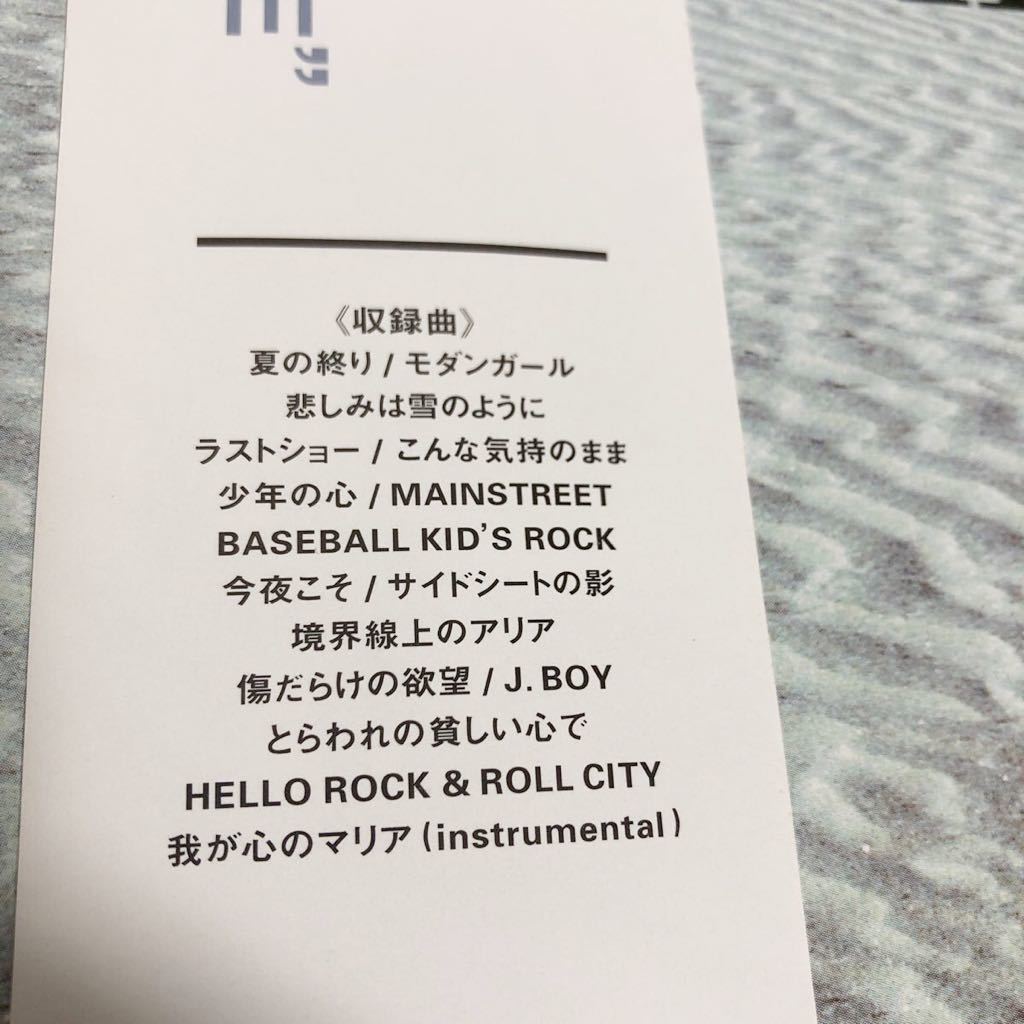 ”
《収録曲》
夏の終り / モダンガール
悲しみは雪のように
ラストショー / こんな気持のまま
少年の心 / MAINSTREET
BASEBALL KID’S ROCK
今夜こそ / サイドシートの影
境界線上のアリア
傷だらけの欲望 / J. BOY
とらわれの貧しい心で
HELLO ROCK & ROLL CITY
我が心のマリア (instrumental)